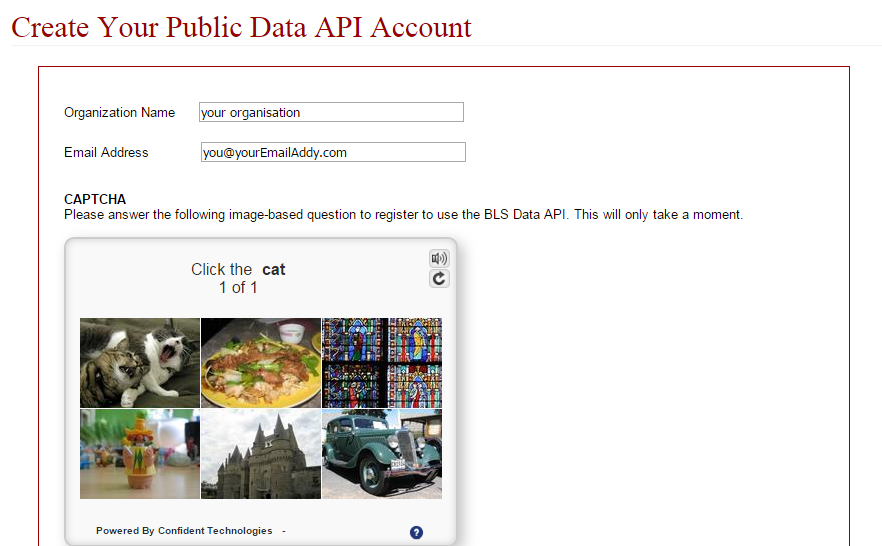 Create Your Public Data API Account
Organization Name your organisation
Email Address you@yourEmailAddy.com
CAPTCHA
Please answer the following image-based question to register to use the BLS Data API. This will only take a moment.
Click the cat
1 of 1
Powered By Confident Technologies - ?